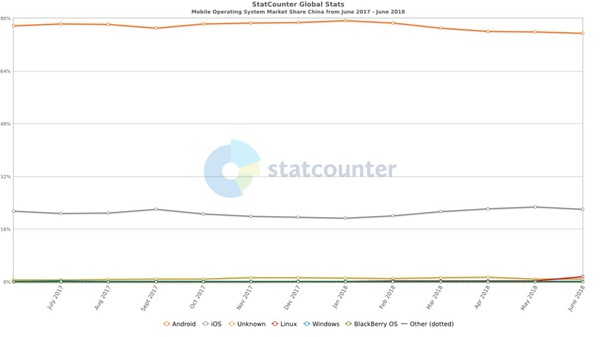 StatCounter Global Stats
Mobile Operating System Market Share China from June 2017 - June 2018
80%
64%
48%
32%
16%
0%
statcounter
July 2017
Aug 2017
Sept 2017
Oct 2017
Nov 2017
Dec 2017
Jan 2018
Feb 2018
Mar 2018
Apr 2018
May 2018
June 2018
Android iOS Unknown Linux Windows BlackBerry OS Other (dotted)